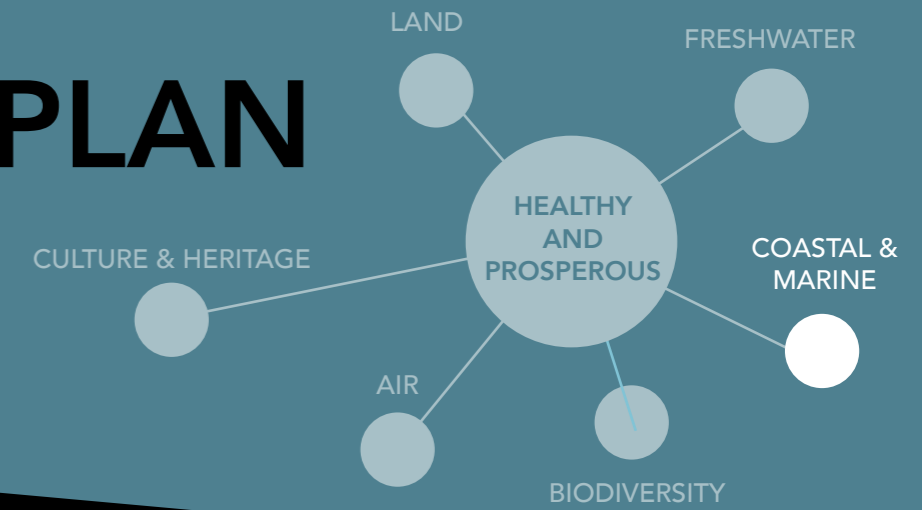 LAND
FRESHWATER
PLAN
HEALTHY
AND
PROSPEROUS
CULTURE & HERITAGE
COASTAL &
MARINE
AIR
BIODIVERSITY